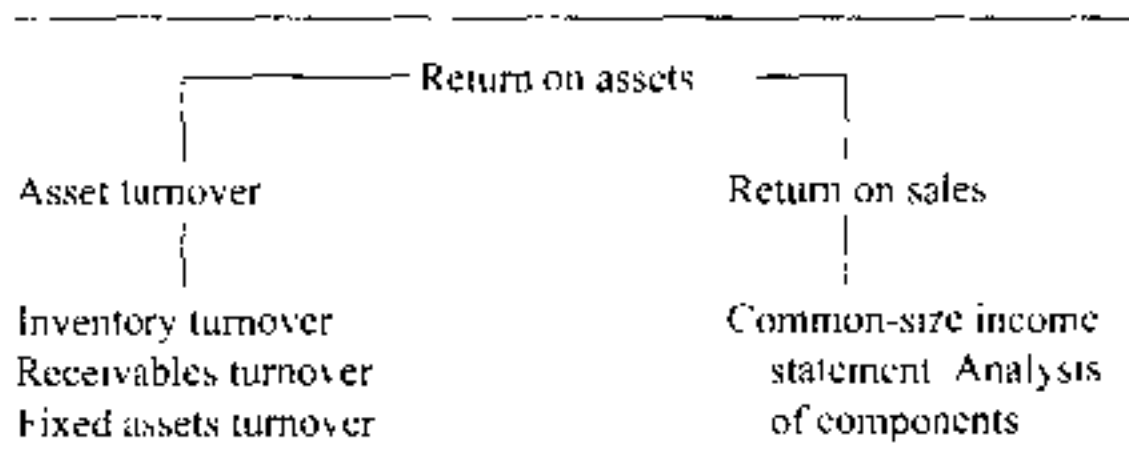 Return on assets
Asset turnover
Return on sales
Inventory turnover
Receivables turnover
Fixed assets turnover
Common-size income
statement Analysis
of components